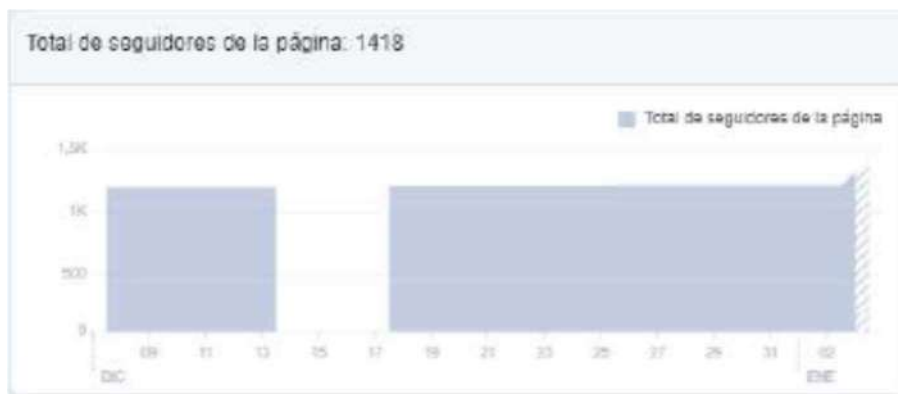 Total de seguidores de la página: 1418
Total de seguidores de la página
1,5K
1K
500
0
09 11 13 15 17 19 21 23 25 27 29 31 02
DIC ENE